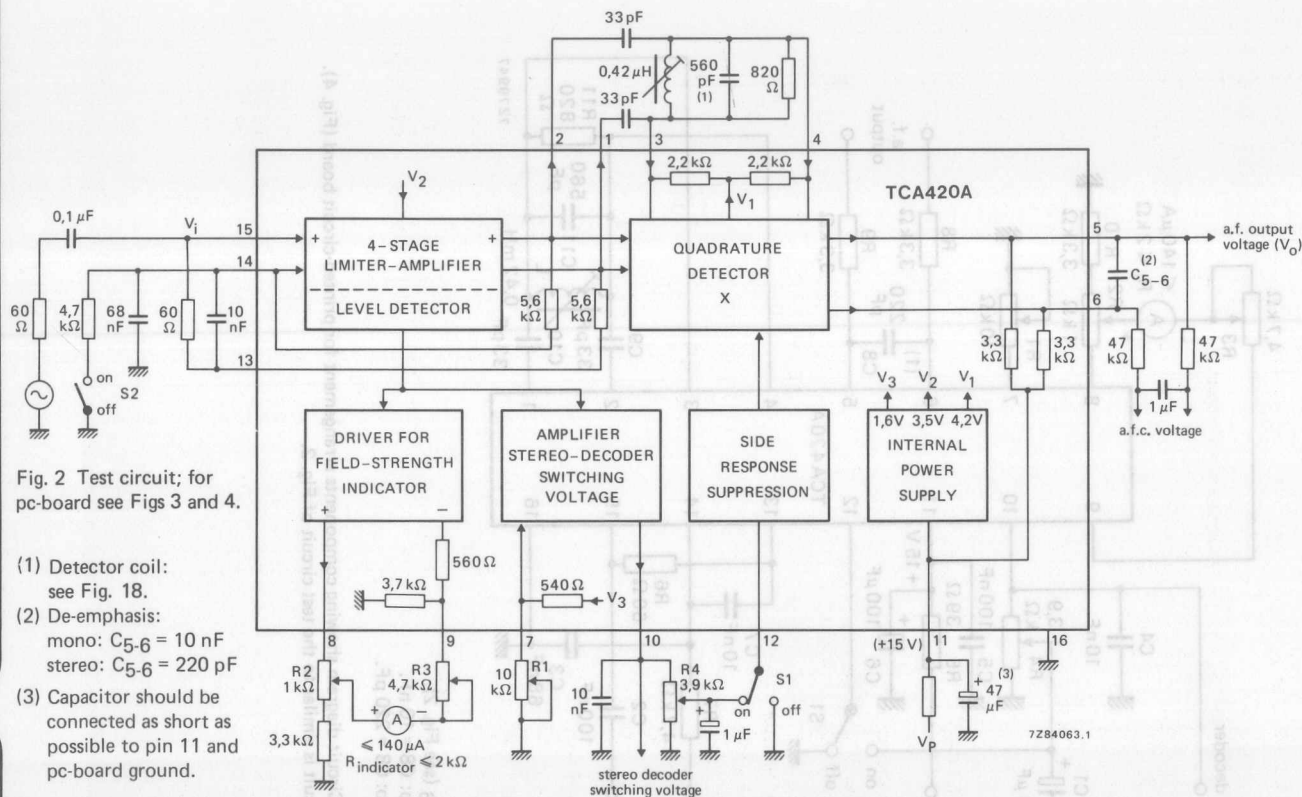 33 pF
0,42 μH
560
pF
(1)
820
Ω
33 pF
2
1
3
4
2,2 kΩ
2,2 kΩ
V1
TCA420A
V2
0,1 μF
Vi
15
14
13
+
+
4-STAGE
LIMITER-AMPLIFIER
LEVEL DETECTOR
QUADRATURE
DETECTOR
X
5
a.f. output
voltage (Vo)
(2)
C5-6
6
60
Ω
4,7
kΩ
68
nF
60
Ω
10
nF
on
S2
off
5,6
kΩ
5,6
kΩ
3,3
kΩ
3,3
kΩ
47
kΩ
47
kΩ
1 μF
a.f.c. voltage
DRIVER FOR
FIELD-STRENGTH
INDICATOR
+
−
AMPLIFIER
STEREO-DECODER
SWITCHING
VOLTAGE
SIDE
RESPONSE
SUPPRESSION
V3
V2
V1
1,6V
3,5V
4,2V
INTERNAL
POWER
SUPPLY
Fig. 2 Test circuit; for
pc-board see Figs 3 and 4.
(1) Detector coil:
see Fig. 18.
(2) De-emphasis:
mono: C5-6 = 10 nF
stereo: C5-6 = 220 pF
(3) Capacitor should be
connected as short as
possible to pin 11 and
pc-board ground.
560Ω
3,7 kΩ
540Ω
V3
8
9
7
10
12
(+15 V)
11
16
R2
1 kΩ
R3
4,7 kΩ
+
A
−
3,3 kΩ
≤ 140 μA
Rindicator ≤ 2 kΩ
R1
10
kΩ
10
nF
R4
3,9 kΩ
+
1 μF
on
S1
off
stereo decoder
switching voltage
VP
+
(3)
47
μF
7Z84063.1